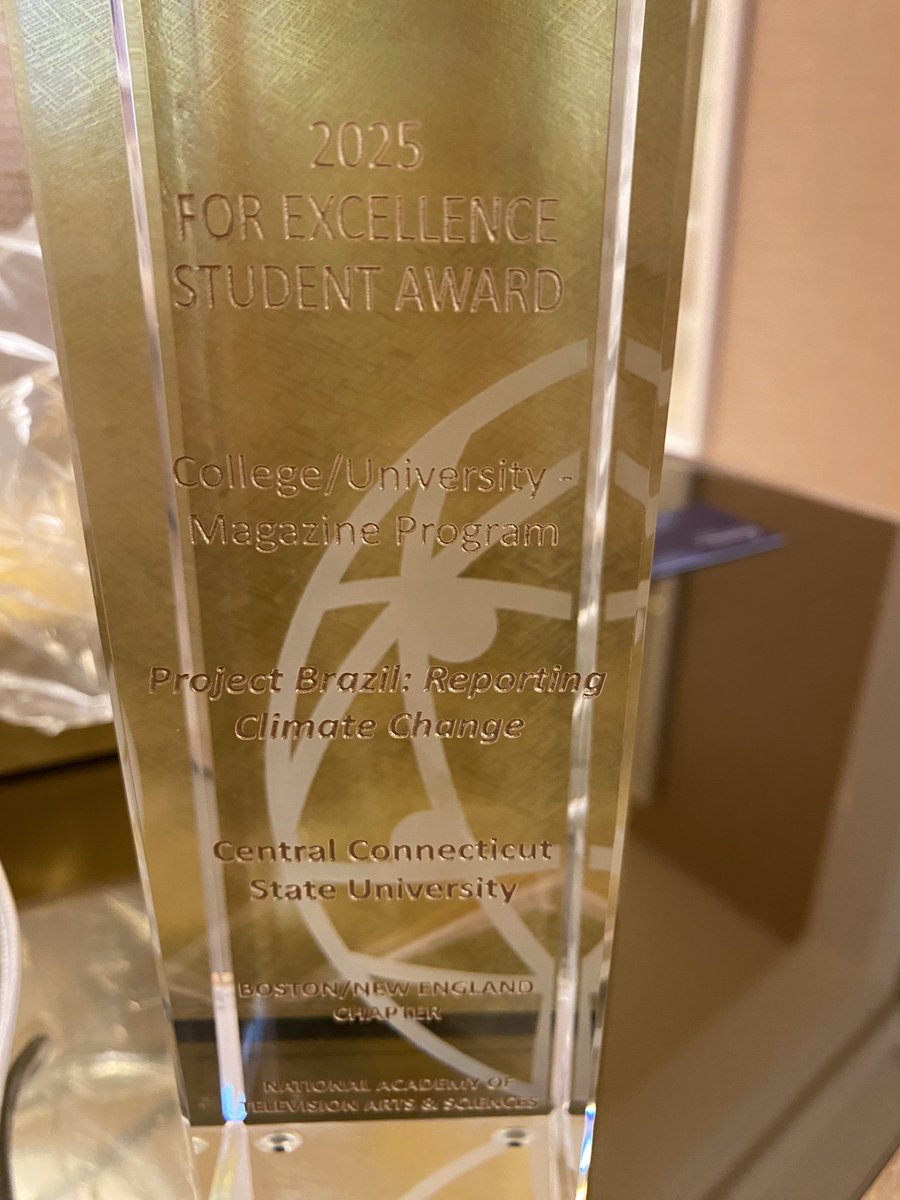 2025
FOR EXCELLENCE
STUDENT AWARD
College/University -
Magazine Program
Project Brazil: Reporting
Climate Change
Central Connecticut
State University
BOSTON/NEW ENGLAND
CHAPTER
NATIONAL ACADEMY OF
TELEVISION ARTS & SCIENCES